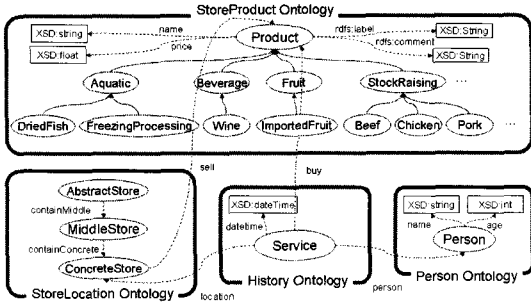 StoreProduct Ontology
XSD:string
name
Product
rdfs:label
XSD:String
XSD:float
price
rdfs:comment
XSD:String
Aquatic
Beverage
Fruit
StockRaising
...
DriedFish
FreezingProcessing
Wine
ImportedFruit
Beef
Chicken
Pork
...
sell
buy
AbstractStore
containMiddle
MiddleStore
containConcrete
ConcreteStore
StoreLocation Ontology
XSD:dateTime
datetime
Service
History Ontology
location
person
XSD:string
XSD:int
name
age
Person
Person Ontology